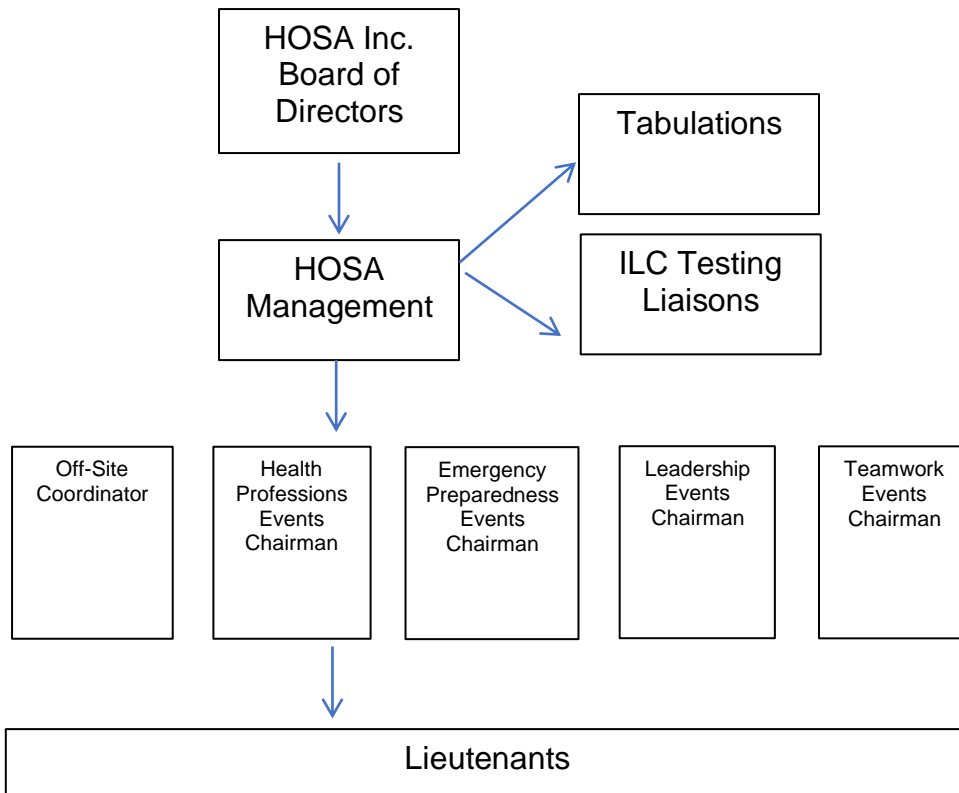 HOSA Inc.
Board of
Directors
Tabulations
HOSA
Management
ILC Testing
Liaisons
Off-Site
Coordinator
Health
Professions
Events
Chairman
Emergency
Preparedness
Events
Chairman
Leadership
Events
Chairman
Teamwork
Events
Chairman
Lieutenants